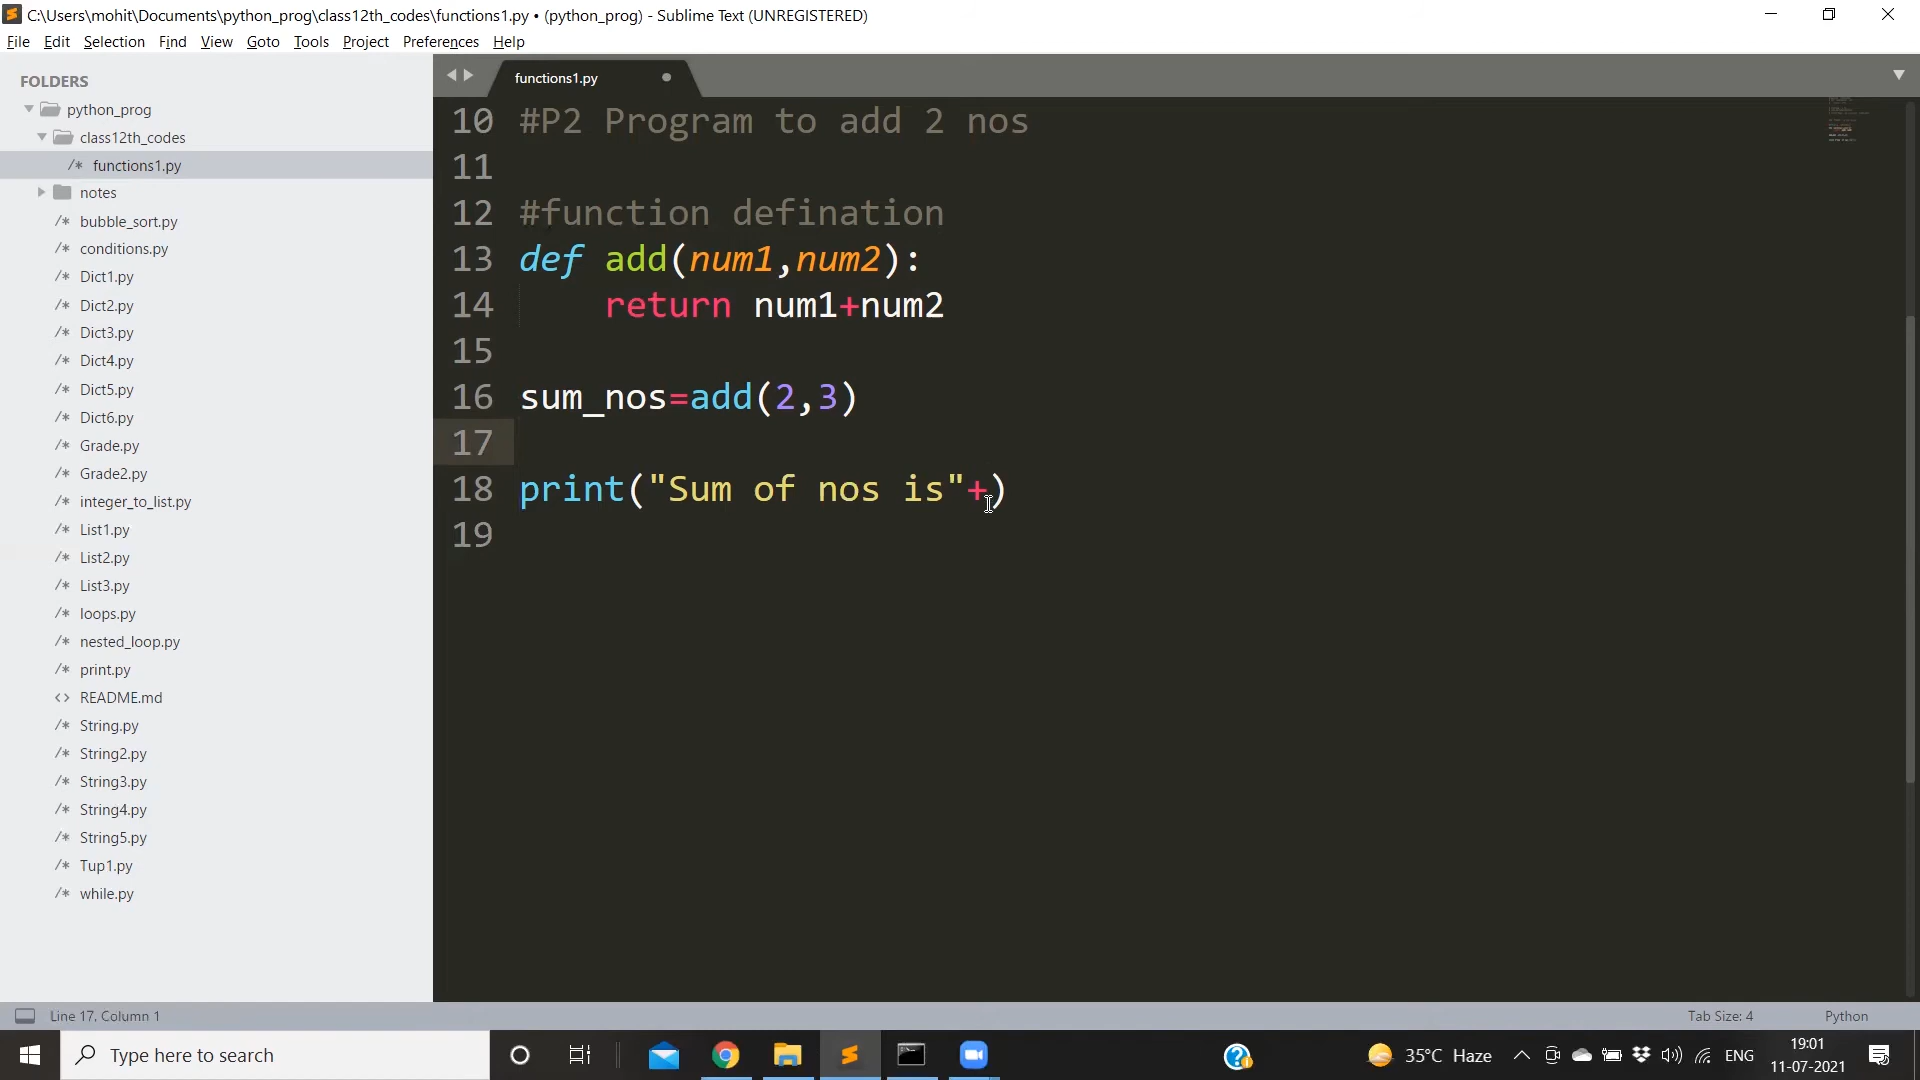 C:\Users\mohit\Documents\python_prog\class12th_codes\functions1.py • (python_prog) - Sublime Text (UNREGISTERED)
File Edit Selection Find View Goto Tools Project Preferences Help
FOLDERS
python_prog
class12th_codes
/* functions1.py
notes
/* bubble_sort.py
/* conditions.py
/* Dict1.py
/* Dict2.py
/* Dict3.py
/* Dict4.py
/* Dict5.py
/* Dict6.py
/* Grade.py
/* Grade2.py
/* integer_to_list.py
/* List1.py
/* List2.py
/* List3.py
/* loops.py
/* nested_loop.py
/* print.py
<> README.md
/* String.py
/* String2.py
/* String3.py
/* String4.py
/* String5.py
/* Tup1.py
/* while.py
functions1.py
10 #P2 Program to add 2 nos
11
12 #function defination
13 def add(num1,num2):
14     return num1+num2
15
16 sum_nos=add(2,3)
17
18 print("Sum of nos is"+)
19
Line 17, Column 1
Tab Size: 4
Python
Type here to search
35°C Haze
ENG
19:01
11-07-2021